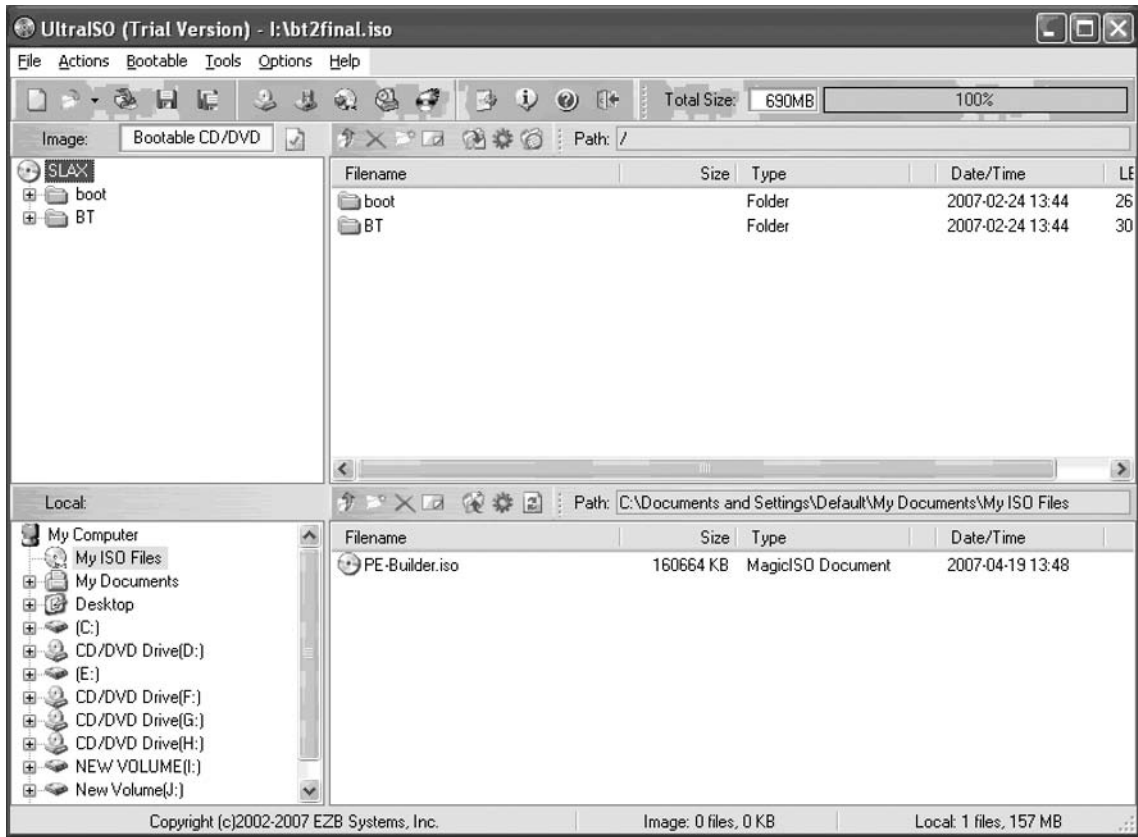 UltraISO (Trial Version) - I:\bt2final.iso
File Actions Bootable Tools Options Help
Total Size: 690MB 100%
Image: Bootable CD/DVD Path: /
SLAX
boot
BT
Filename Size Type Date/Time
boot Folder 2007-02-24 13:44 26
BT Folder 2007-02-24 13:44 30
Local: Path: C:\Documents and Settings\Default\My Documents\My ISO Files
My Computer
My ISO Files
My Documents
Desktop
(C:)
CD/DVD Drive(D:)
(E:)
CD/DVD Drive(F:)
CD/DVD Drive(G:)
CD/DVD Drive(H:)
NEW VOLUME(I:)
New Volume(J:)
Filename Size Type Date/Time
PE-Builder.iso 160664 KB MagicISO Document 2007-04-19 13:48
Copyright (c)2002-2007 EZB Systems, Inc. Image: 0 files, 0 KB Local: 1 files, 157 MB